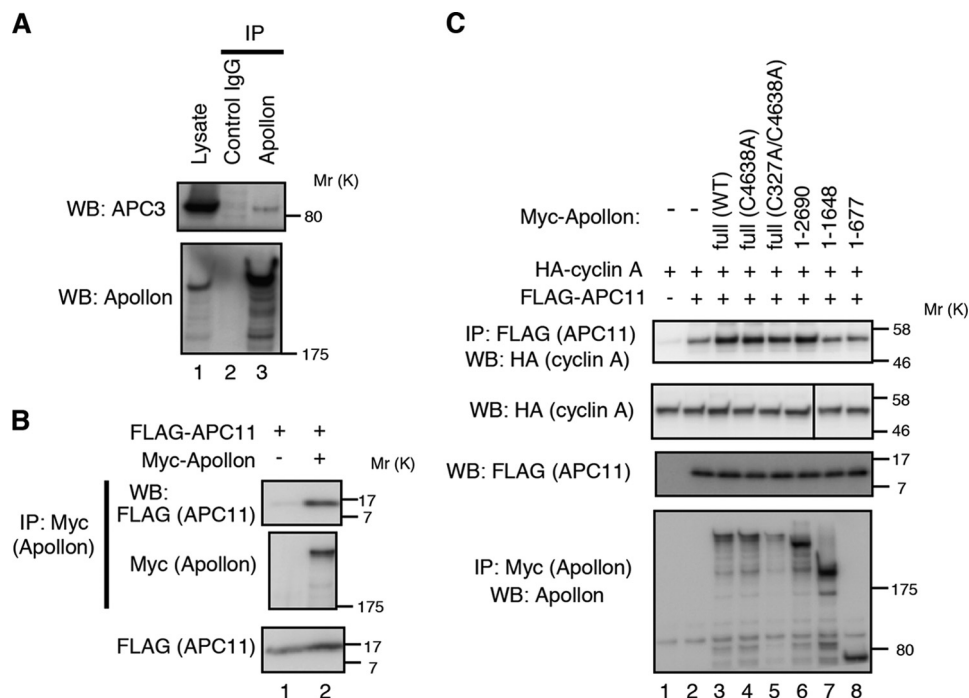 A
IP
Lysate
Control IgG
Apollon
Mr (K)
WB: APC3
80
WB: Apollon
175
1 2 3
B
FLAG-APC11 + +
Myc-Apollon - +
Mr (K)
IP: Myc
(Apollon)
WB:
FLAG (APC11)
17
7
Myc (Apollon)
175
FLAG (APC11)
17
7
1 2
C
Myc-Apollon: - - full (WT) full (C4638A) full (C327A/C4638A) 1-2690 1-1648 1-677
HA-cyclin A + + + + + + + +
FLAG-APC11 - + + + + + + +
Mr (K)
IP: FLAG (APC11)
WB: HA (cyclin A)
58
46
WB: HA (cyclin A)
58
46
WB: FLAG (APC11)
17
7
IP: Myc (Apollon)
WB: Apollon
175
80
1 2 3 4 5 6 7 8